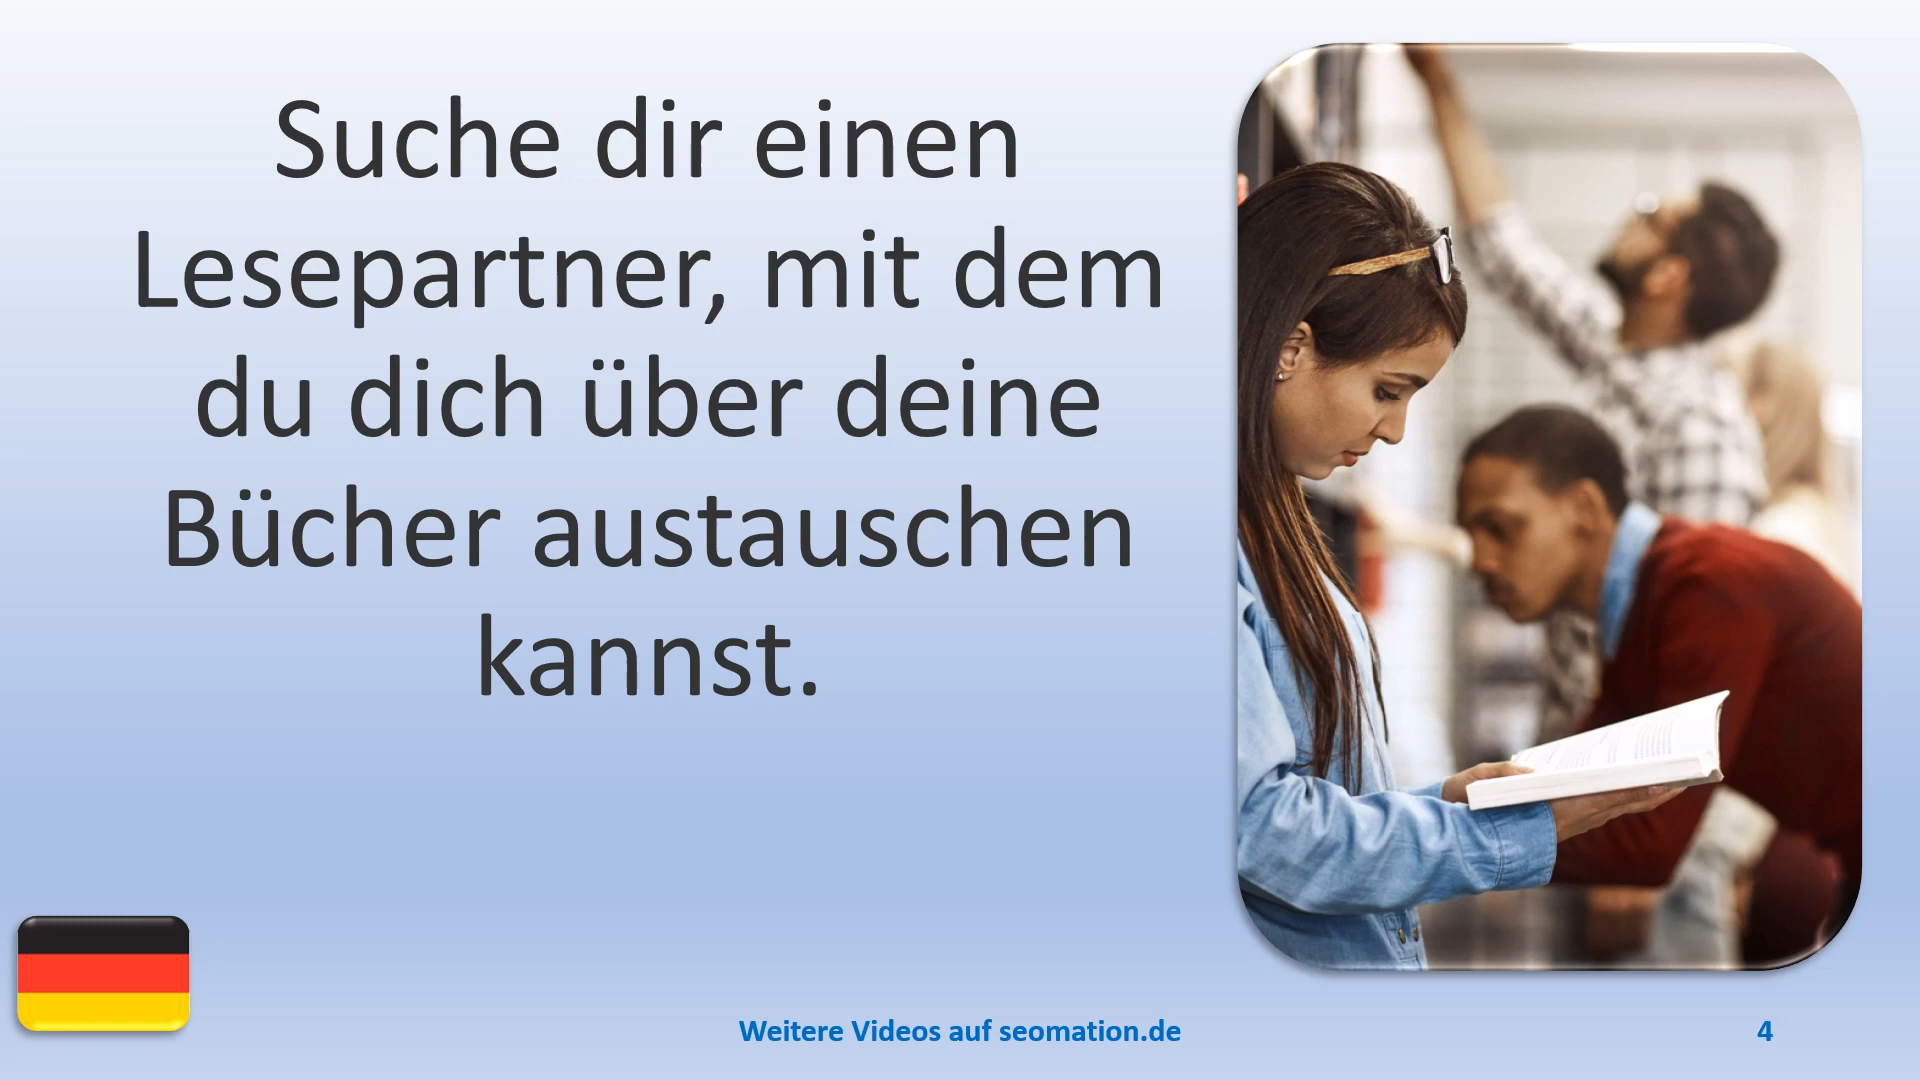 Suche dir einen
Lesepartner, mit dem
du dich über deine
Bücher austauschen
kannst.
Weitere Videos auf seomation.de
4